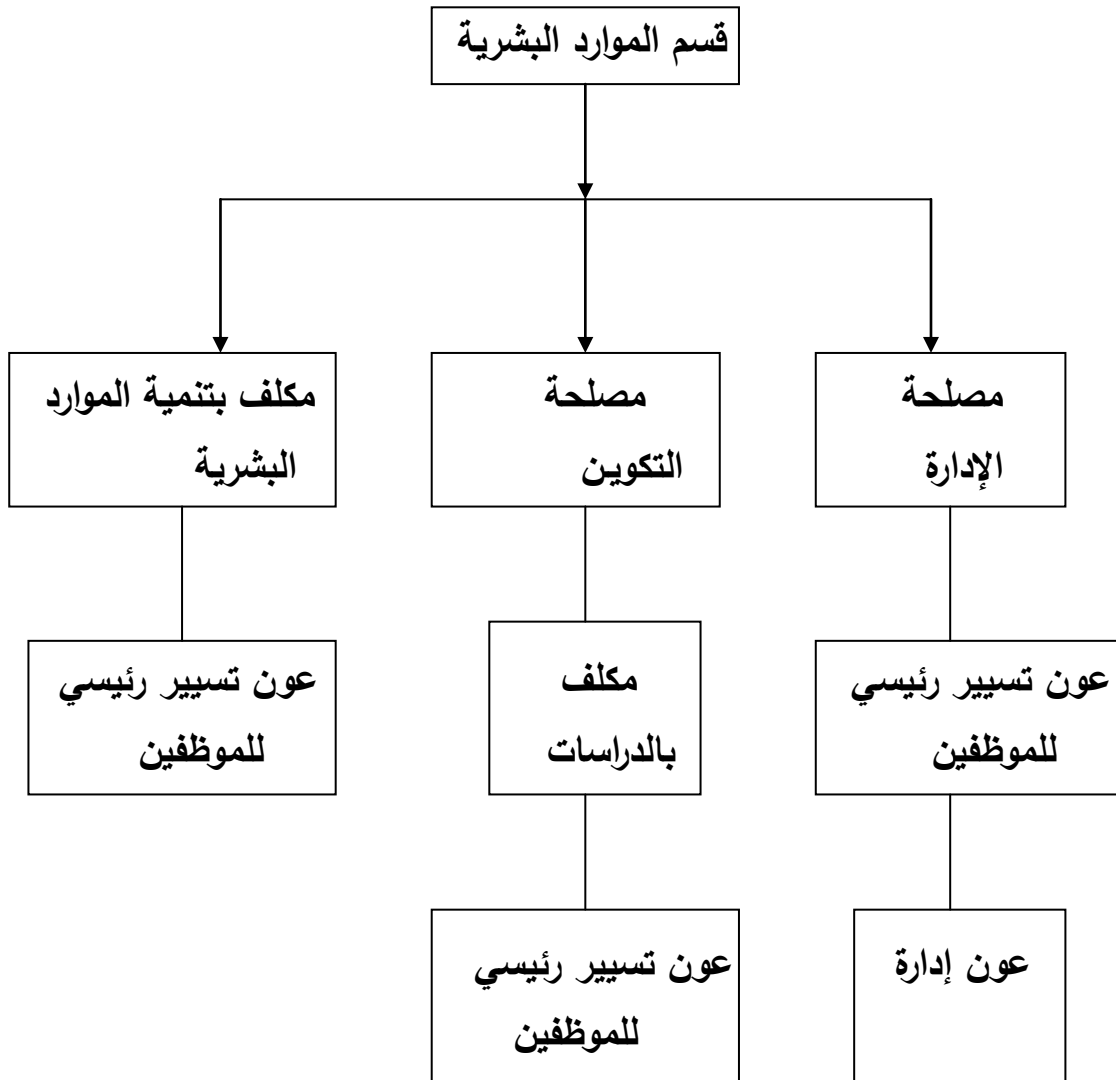 قسم الموارد البشرية
مصلحة
الإدارة
مصلحة
التكوين
مكلف بتنمية الموارد
البشرية
عون تسيير رئيسي
للموظفين
مكلف
بالدراسات
عون تسيير رئيسي
للموظفين
عون إدارة
عون تسيير رئيسي
للموظفين